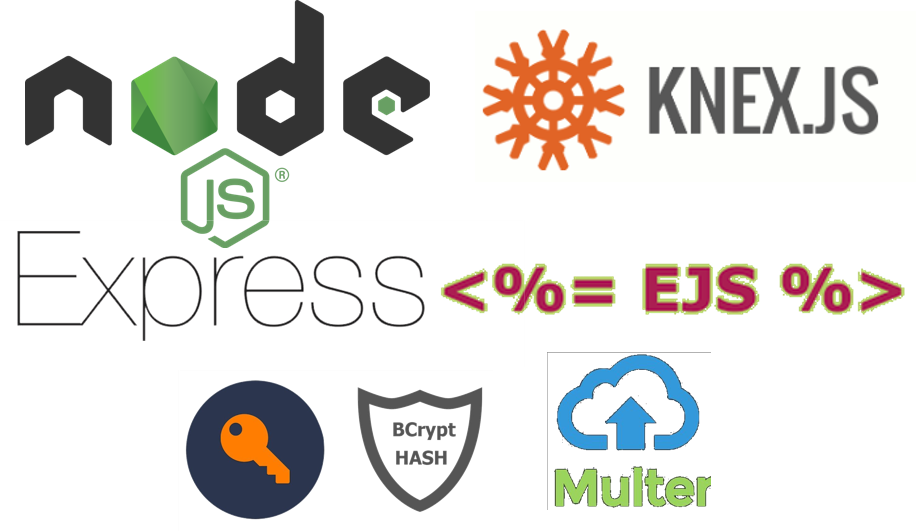 node
JS ®
KNEX.JS
Express
<%= EJS %>
BCrypt
HASH
Multer